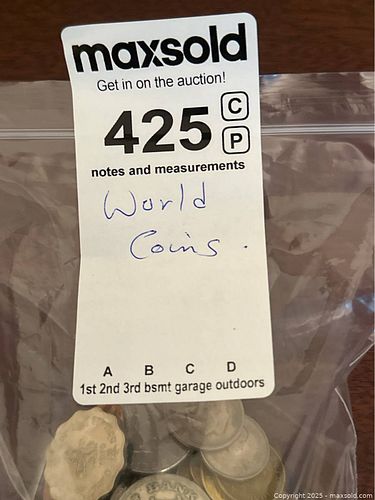 maxsold
Get in on the auction!
425 C
P
notes and measurements
World
Coins.
A B C D
1st 2nd 3rd bsmt garage outdoors
BANK
Copyright 2025 - maxsold.com